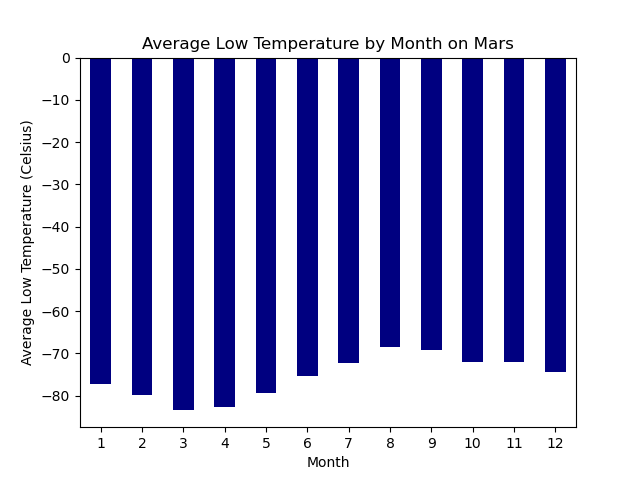 Average Low Temperature by Month on Mars
Average Low Temperature (Celsius)
0
−10
−20
−30
−40
−50
−60
−70
−80
1 2 3 4 5 6 7 8 9 10 11 12
Month